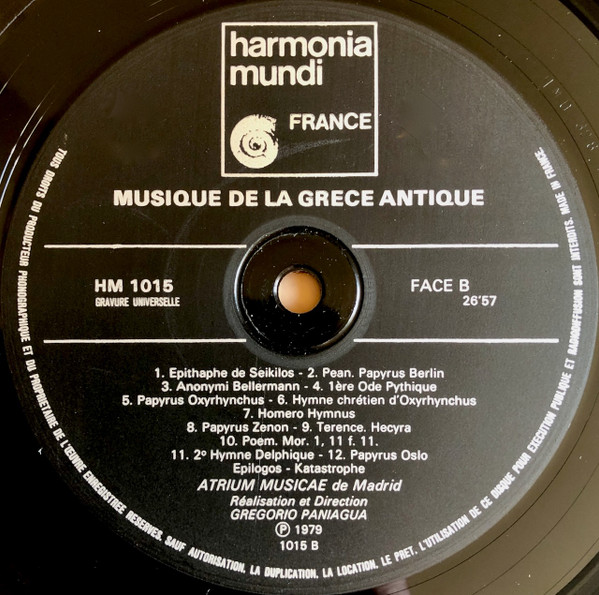 harmonia
mundi
FRANCE
MUSIQUE DE LA GRECE ANTIQUE
HM 1015
GRAVURE UNIVERSELLE
FACE B
26'57
1. Epithaphe de Seikilos - 2. Pean. Papyrus Berlin
3. Anonymi Bellermann - 4. 1ère Ode Pythique
5. Papyrus Oxyrhynchus - 6. Hymne chrétien d'Oxyrhynchus
7. Homero Hymnus
8. Papyrus Zenon - 9. Terence. Hecyra
10. Poem. Mor. 1, 11 f. 11.
11. 2º Hymne Delphique - 12. Papyrus Oslo
Epilogos - Katastrophe
ATRIUM MUSICAE de Madrid
Réalisation et Direction
GREGORIO PANIAGUA
Ⓟ 1979
1015 B
TOUS DROITS DU PRODUCTEUR PHONOGRAPHIQUE ET DU PROPRIETAIRE DE L'ŒUVRE ENREGISTREE RESERVES. SAUF AUTORISATION, LA DUPLICATION, LA LOCATION, LE PRET, L'UTILISATION DE CE DISQUE POUR EXECUTION PUBLIQUE ET RADIODIFFUSION SONT INTERDITS. MADE IN FRANCE.